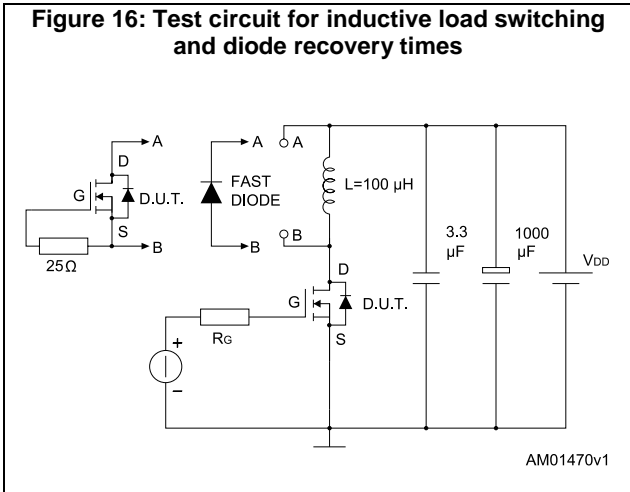 Figure 16: Test circuit for inductive load switching
and diode recovery times
A
D
G
D.U.T.
S
B
25Ω
A
FAST
DIODE
B
A
L=100 µH
B
D
G
D.U.T.
S
RG
+
–
3.3
µF
1000
µF
VDD
AM01470v1